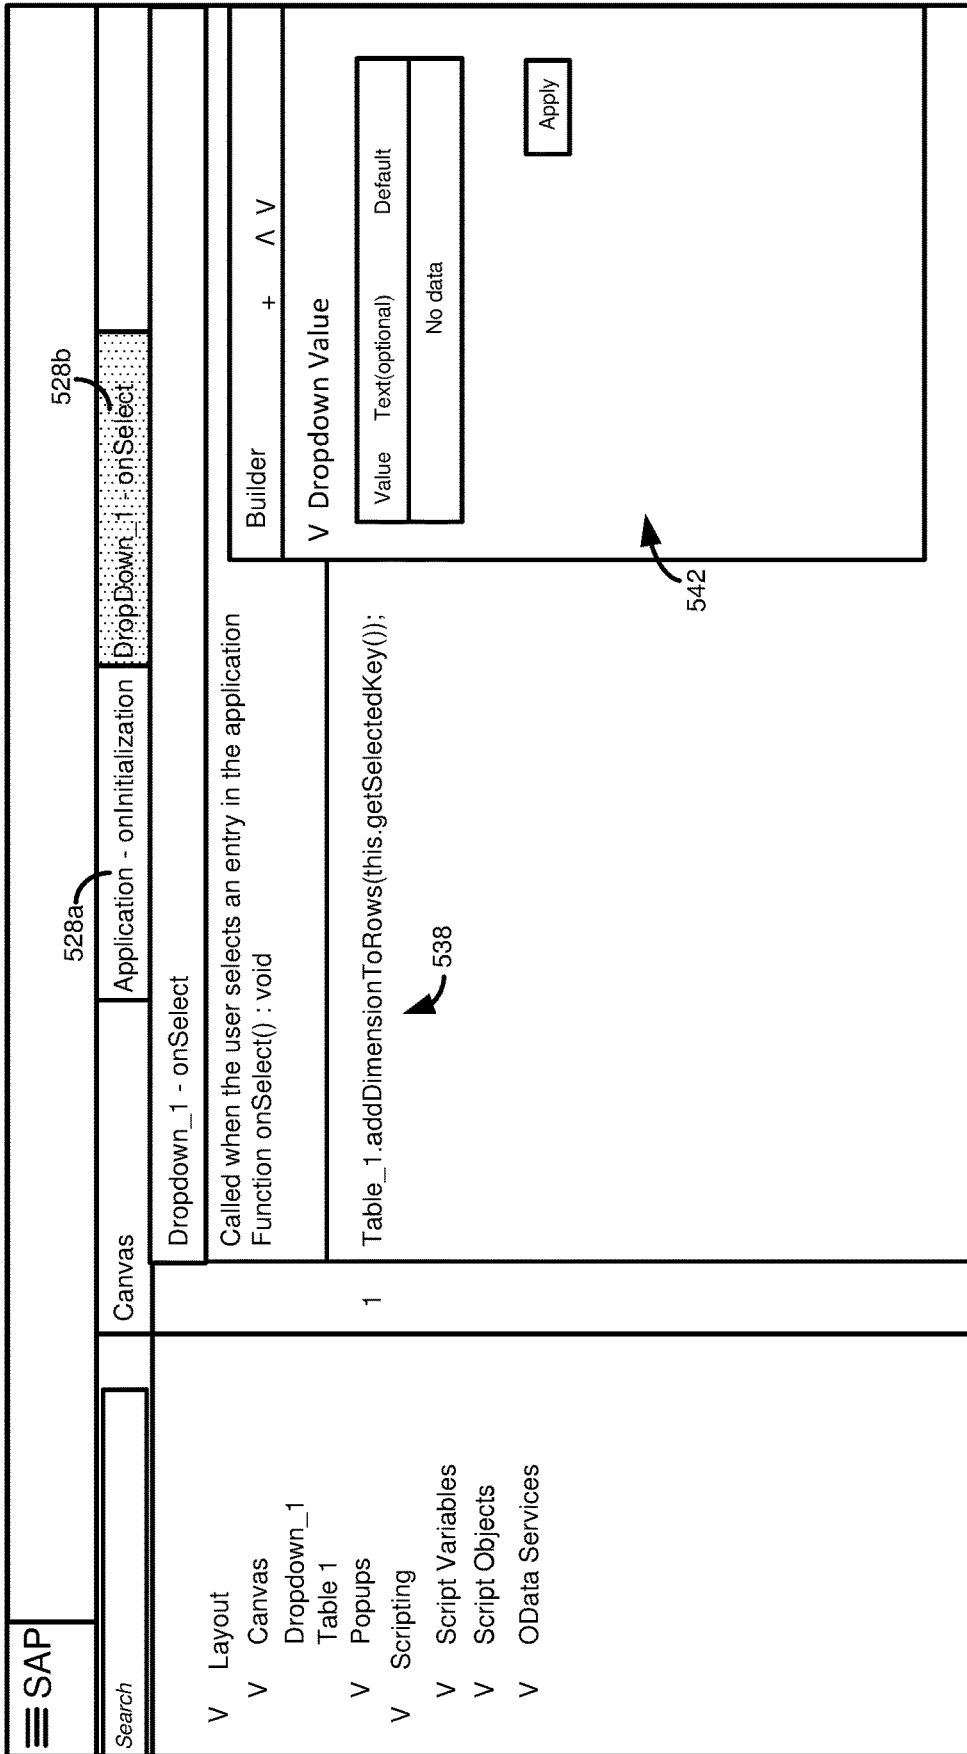 ≡SAP
528a
528b
Search
Canvas
Application - onInitialization
DropDown_1 - onSelect
Dropdown_1 - onSelect
Called when the user selects an entry in the application
Function onSelect() : void
1
Table_1.addDimensionToRows(this.getSelectedKey());
538
V Layout
V Canvas
Dropdown_1
Table 1
V Popups
V Scripting
V Script Variables
V Script Objects
V OData Services
Builder + Λ V
V Dropdown Value
Value Text(optional) Default
No data
Apply
542